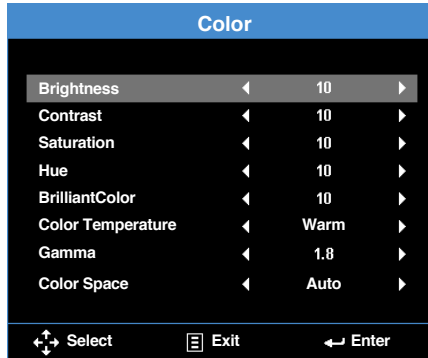 Color
Brightness 10
Contrast 10
Saturation 10
Hue 10
BrilliantColor 10
Color Temperature Warm
Gamma 1.8
Color Space Auto
Select Exit Enter